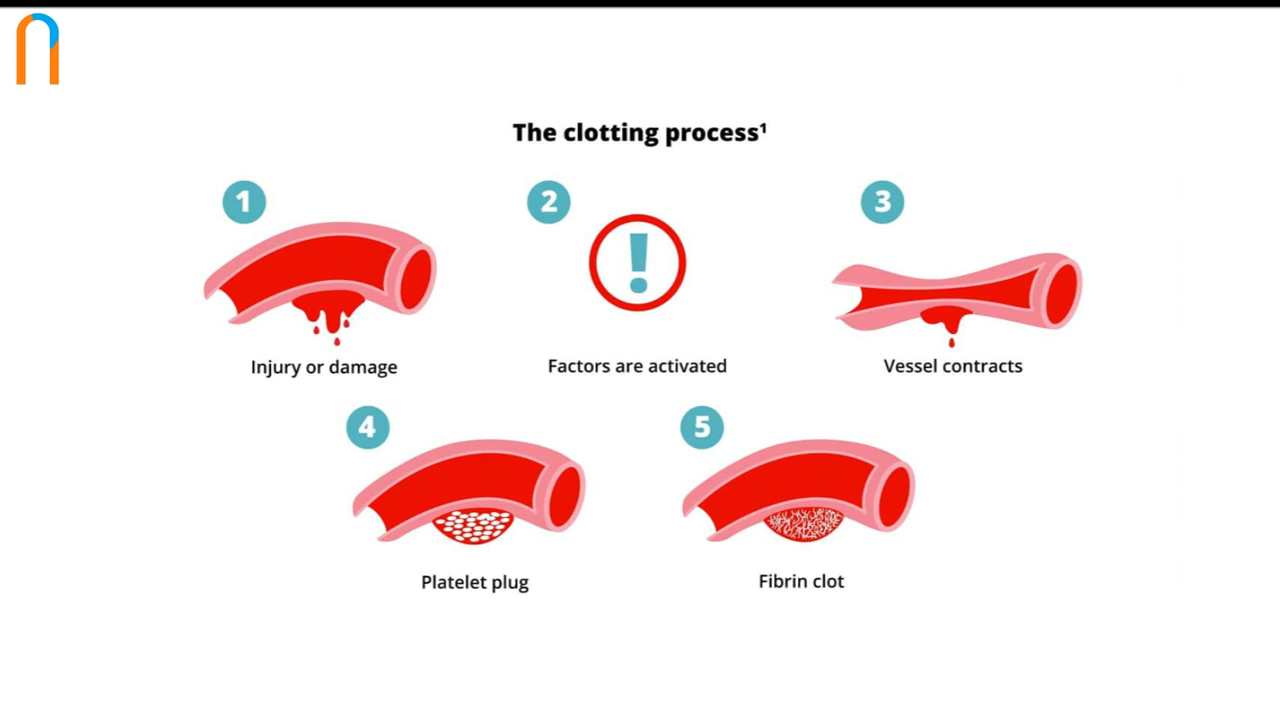 The clotting process¹
1
Injury or damage
2
Factors are activated
3
Vessel contracts
4
Platelet plug
5
Fibrin clot